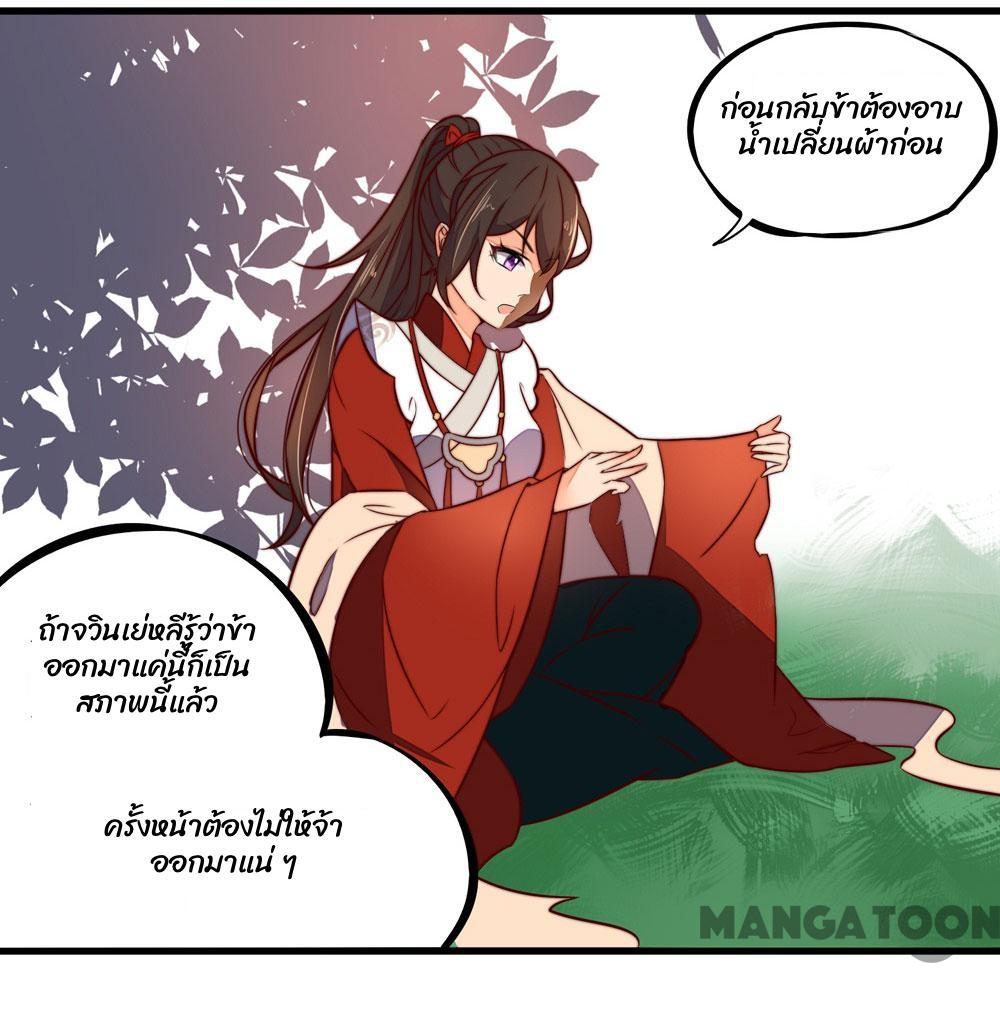 ก่อนกลับข้าต้องอาบ
น้ำเปลี่ยนผ้าก่อน
ถ้าจวินเย่หลีรู้ว่าข้า
ออกมาแค่นี้ก็เป็น
สภาพนี้แล้ว
ครั้งหน้าต้องไม่ให้จ้า
ออกมาแน่ ๆ
MANGATOON